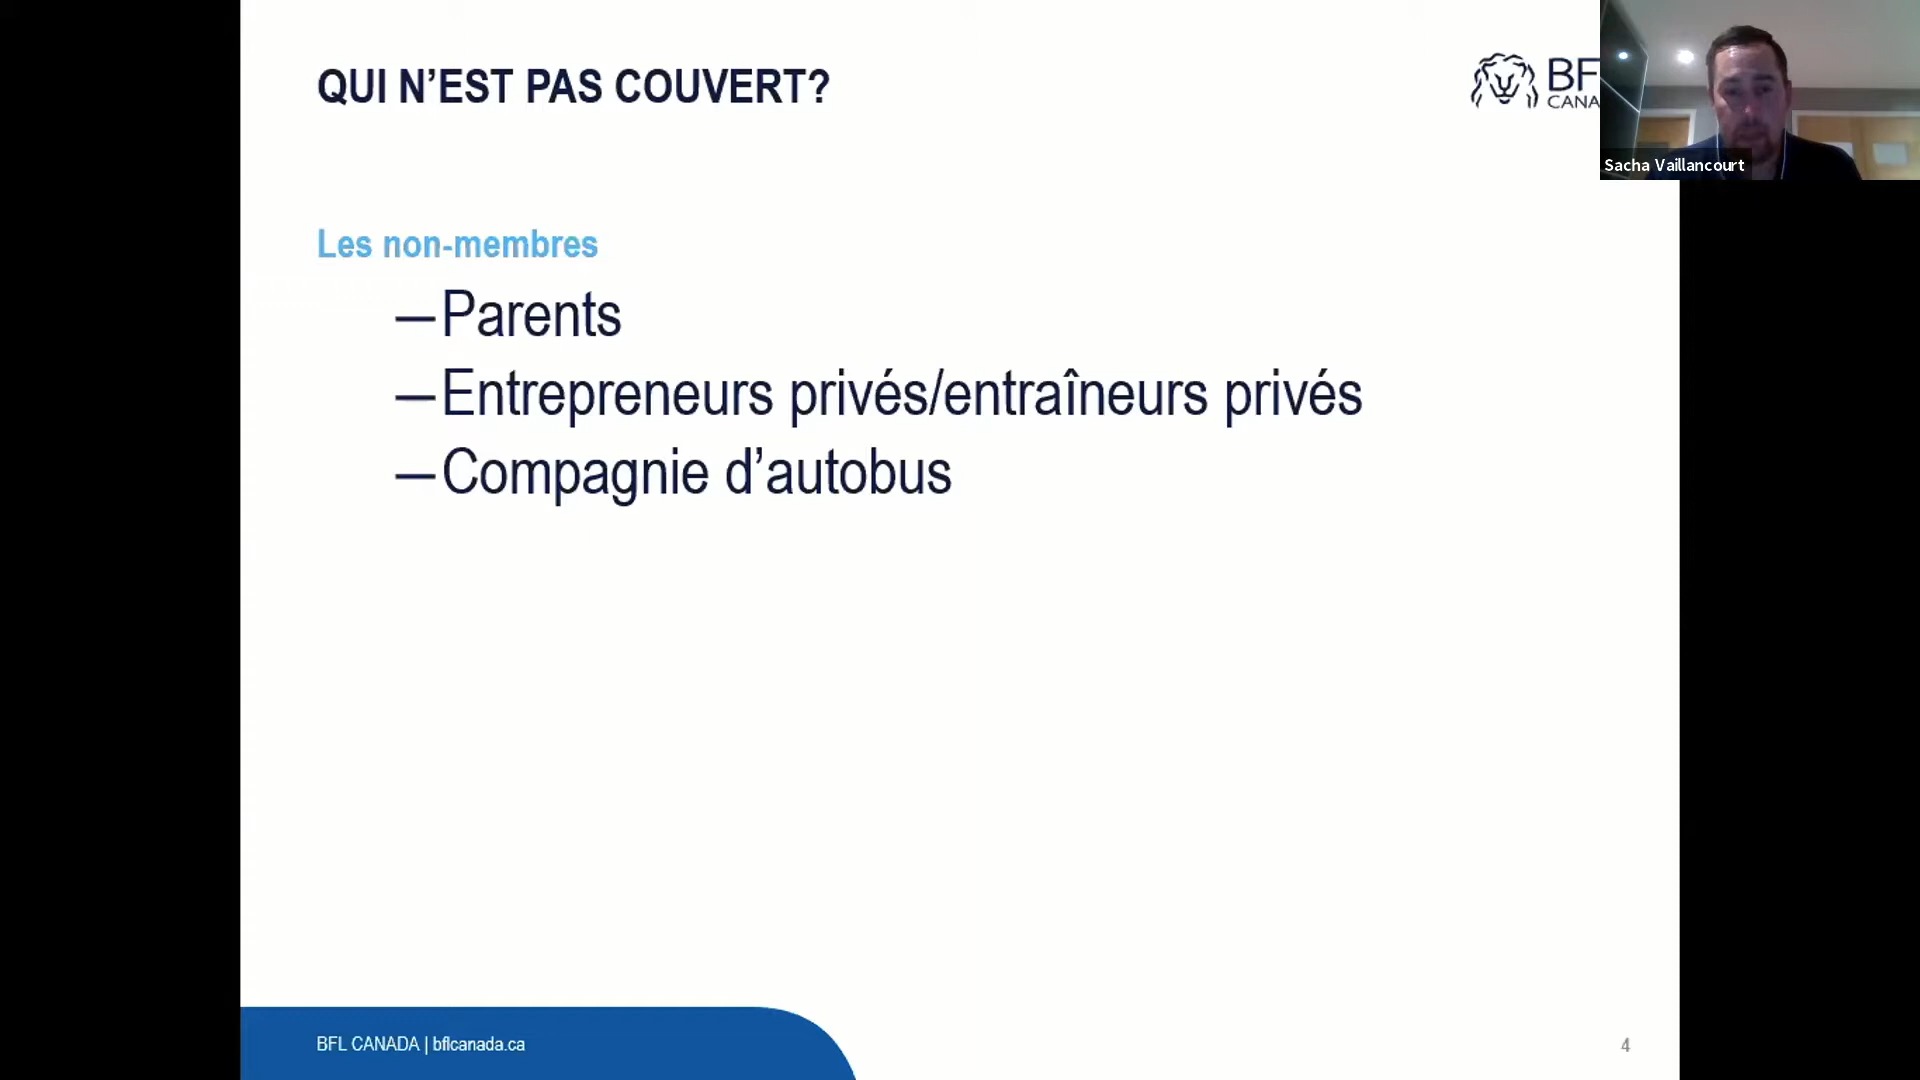 QUI N’EST PAS COUVERT?
BF
CANA
Sacha Vaillancourt
Les non-membres
—Parents
—Entrepreneurs privés/entraîneurs privés
—Compagnie d’autobus
BFL CANADA | bflcanada.ca
4